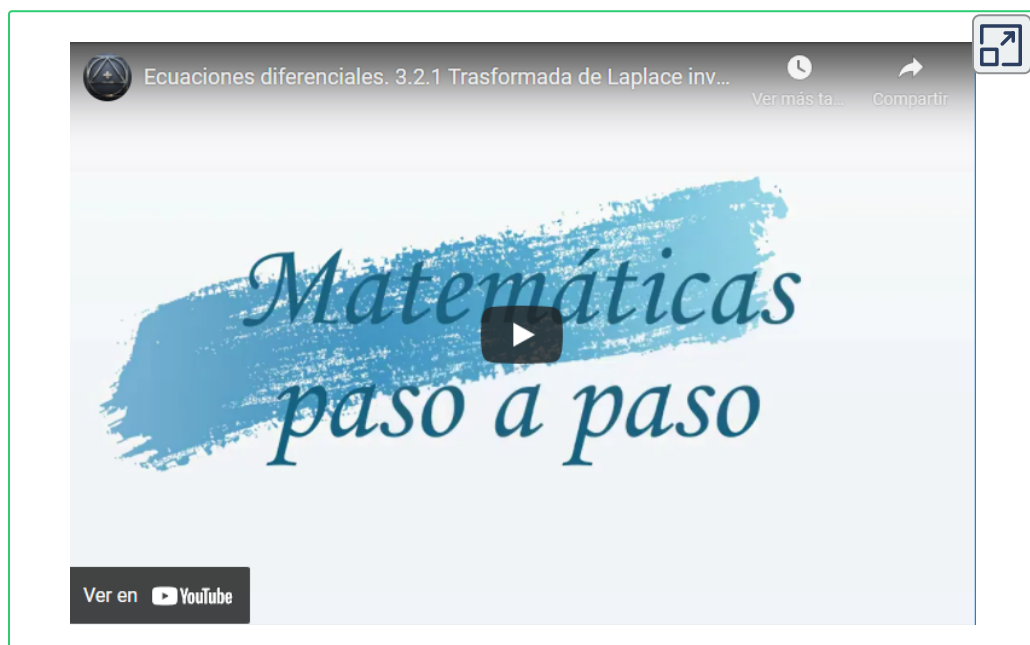 Ecuaciones diferenciales. 3.2.1 Trasformada de Laplace inv...
Ver más ta...
Compartir
Matemáticas
paso a paso
Ver en YouTube